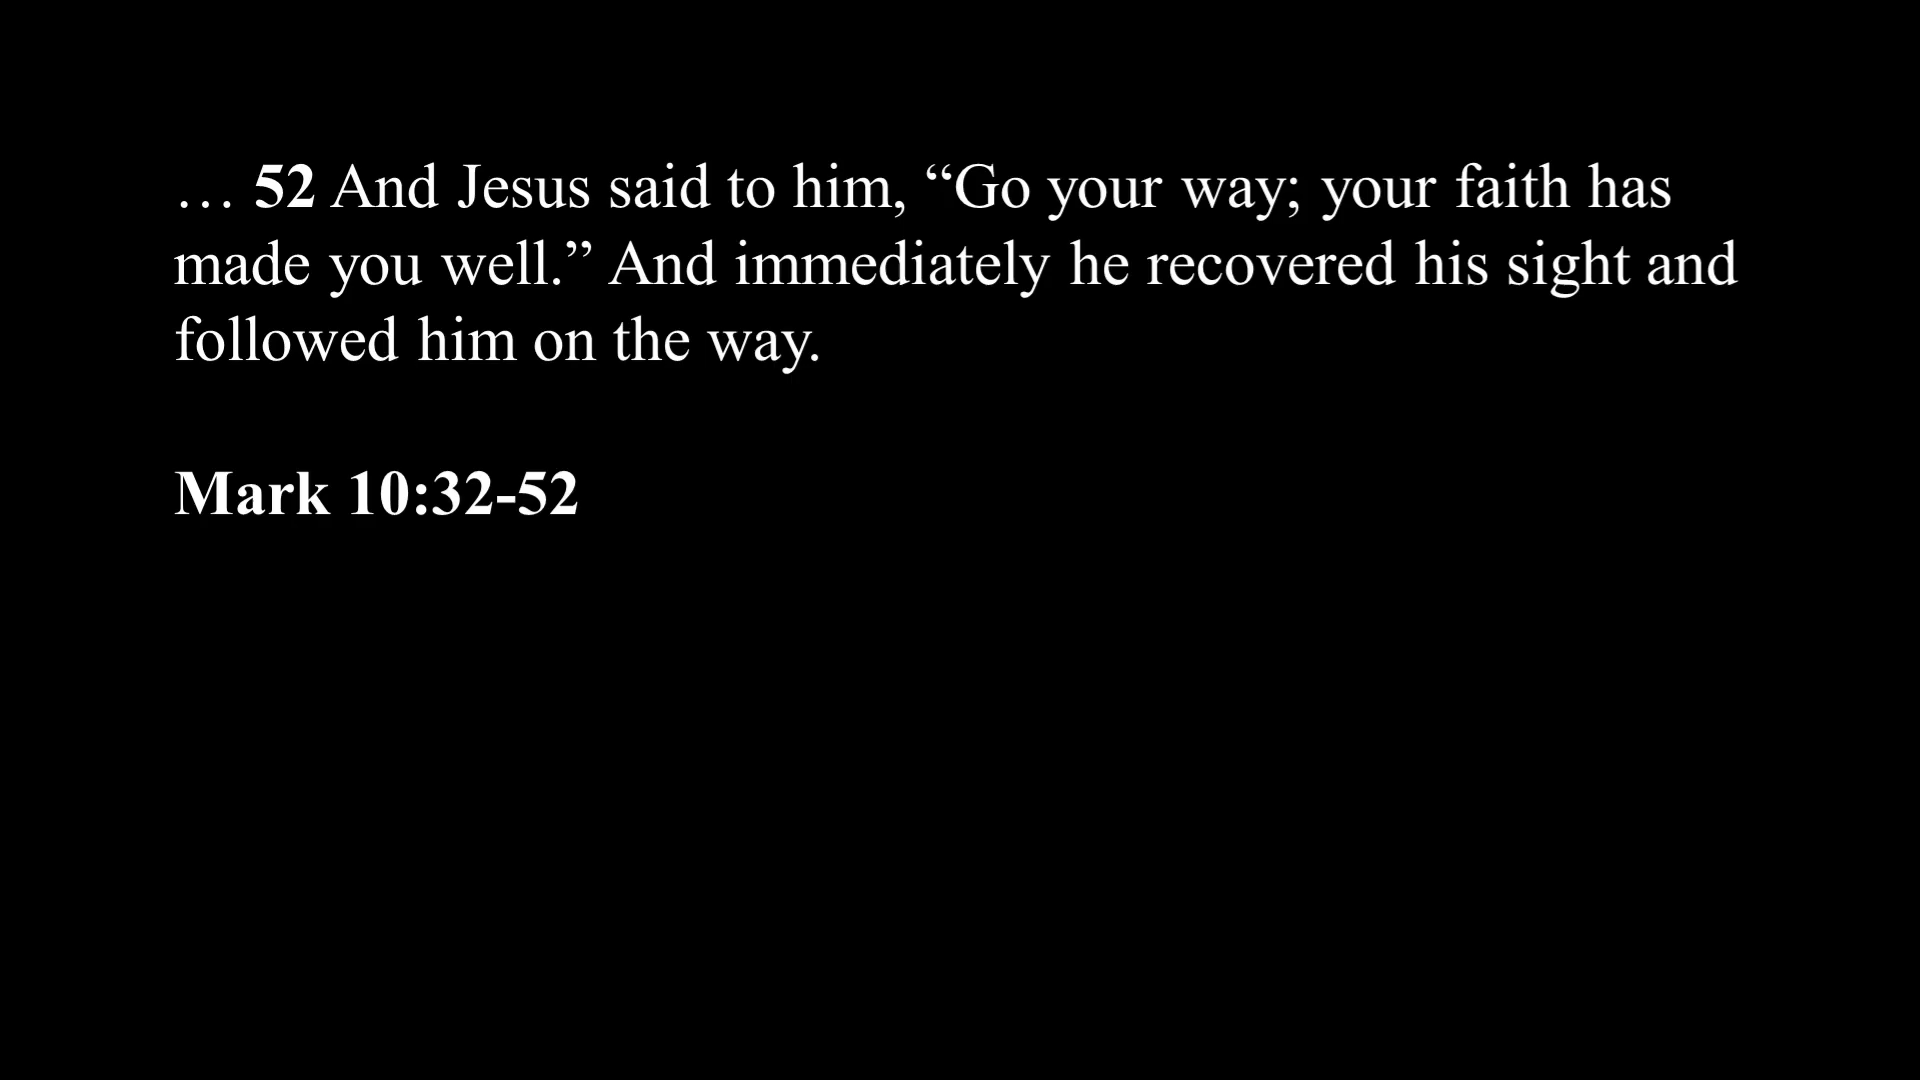 … 52 And Jesus said to him, “Go your way; your faith has
made you well.” And immediately he recovered his sight and
followed him on the way.
Mark 10:32-52